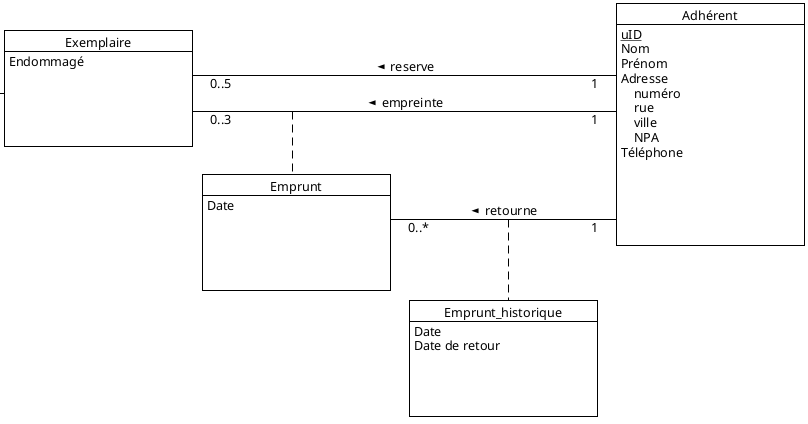 Adhérent
uID
Nom
Prénom
Adresse
numéro
rue
ville
NPA
Téléphone
Exemplaire
Endommagé
reserve
0..5
1
empreinte
0..3
1
Emprunt
Date
retourne
0..*
1
Emprunt_historique
Date
Date de retour